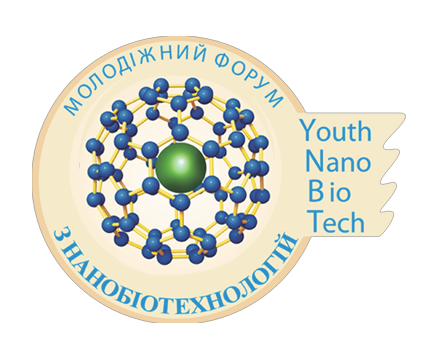 МОЛОДІЖНИЙ ФОРУМ
З НАНОБІОТЕХНОЛОГІЙ
Youth
Nano
Bio
Tech